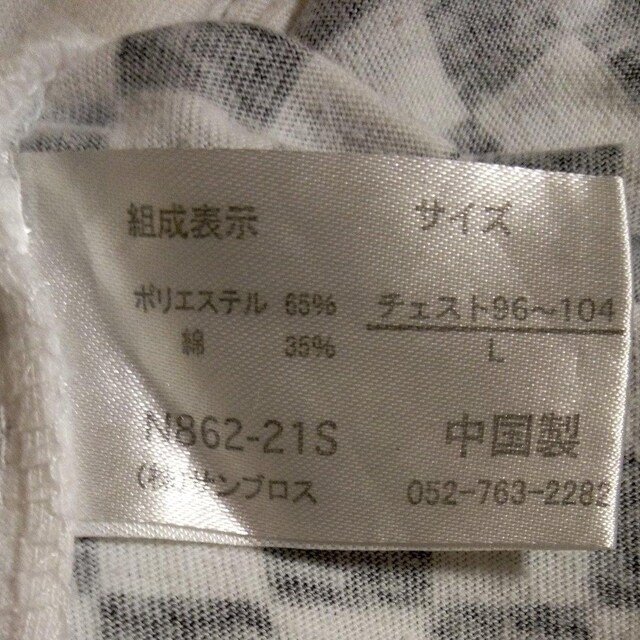 組成表示 サイズ
ポリエステル 65% チェスト96〜104
綿 35% L
N862-21S 中国製
(株)サンブロス 052-763-2282